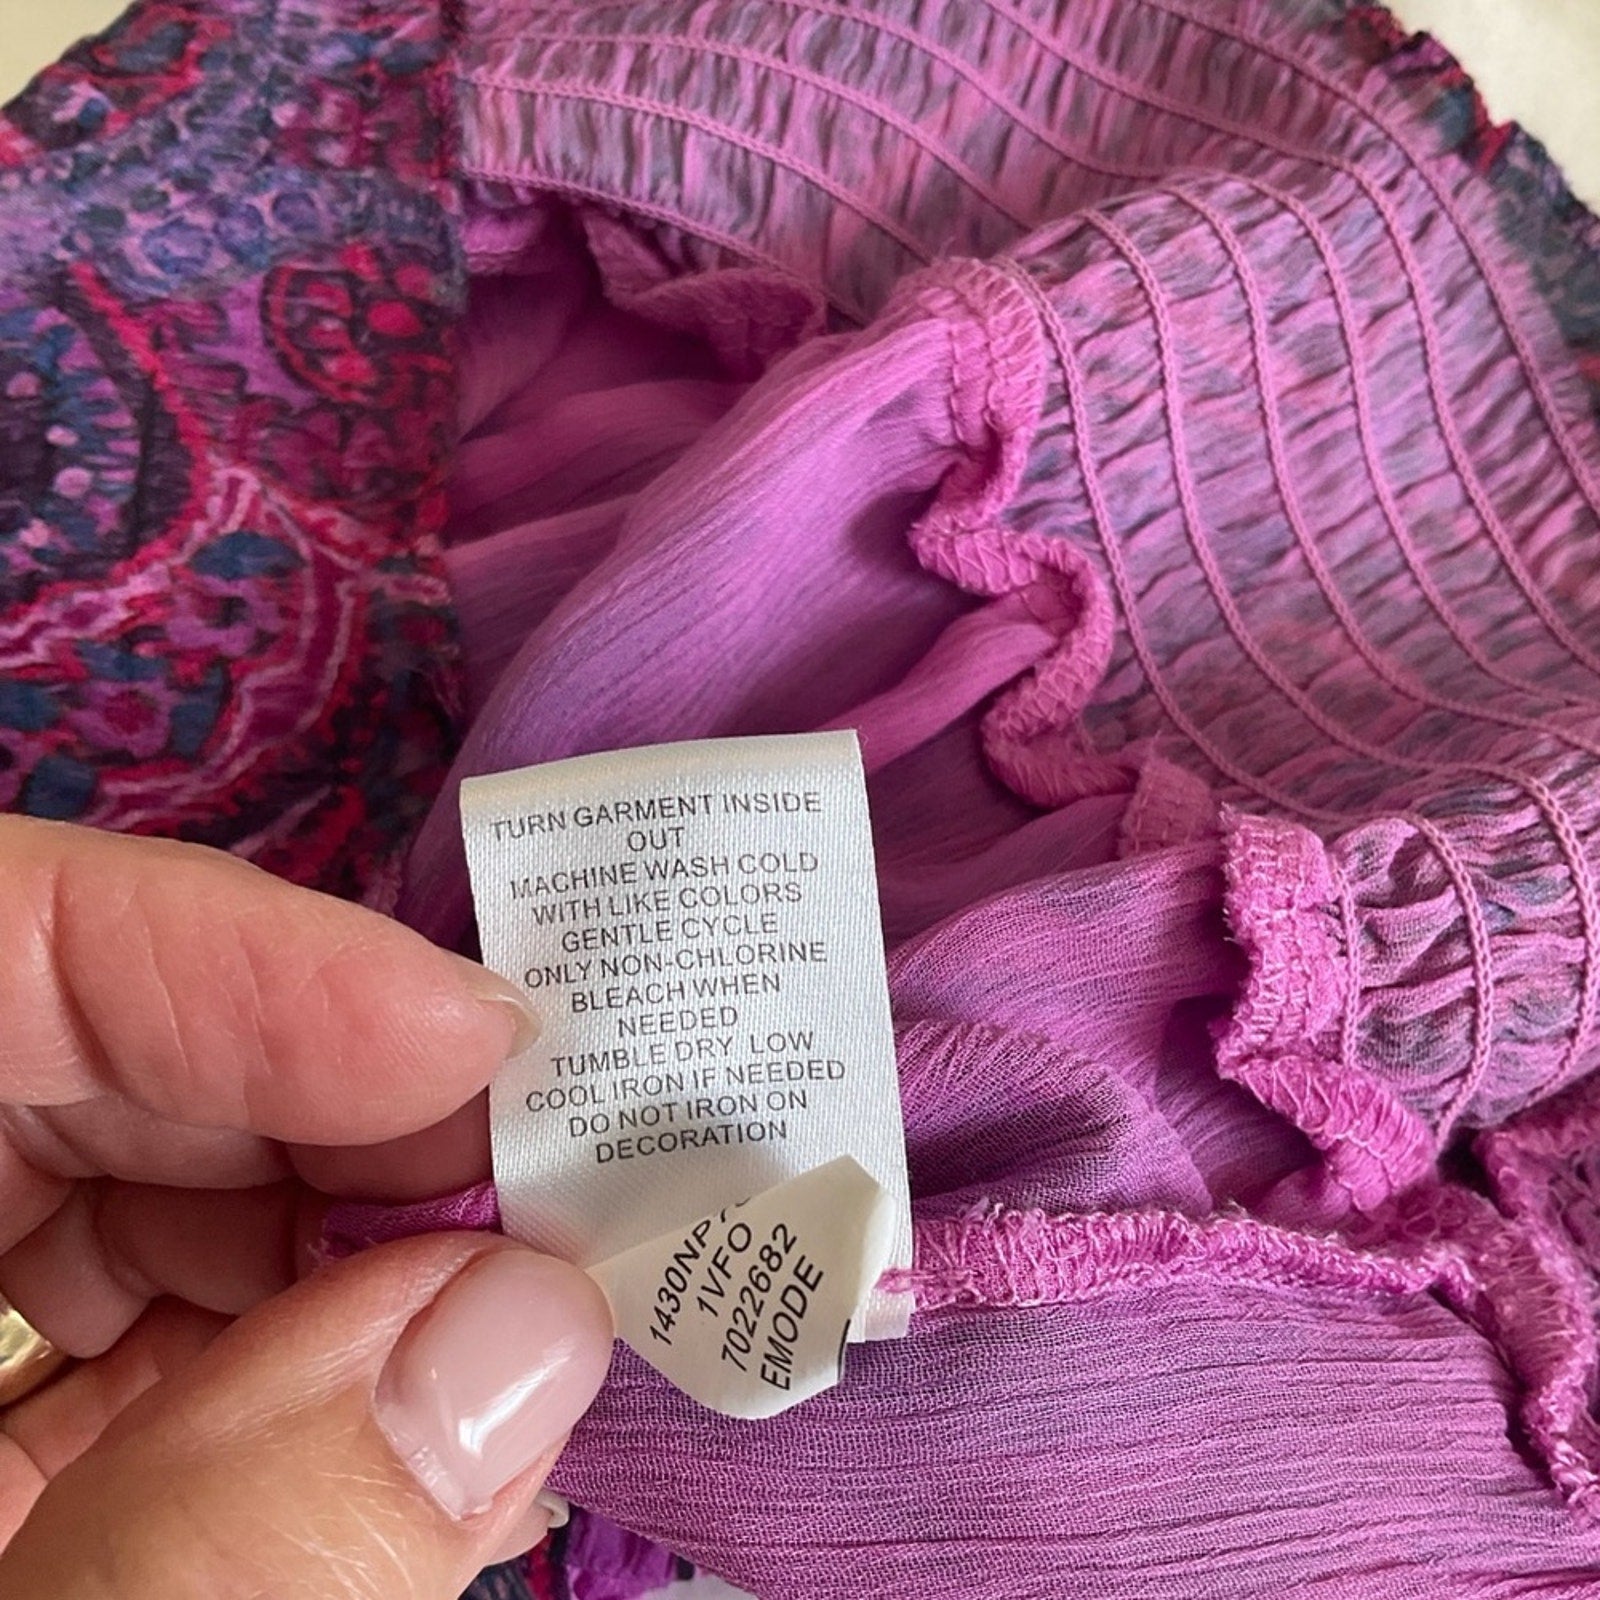 TURN GARMENT INSIDE
OUT
MACHINE WASH COLD
WITH LIKE COLORS
GENTLE CYCLE
ONLY NON-CHLORINE
BLEACH WHEN
NEEDED
TUMBLE DRY LOW
COOL IRON IF NEEDED
DO NOT IRON ON
DECORATION
1VFO
7022682
EMODE